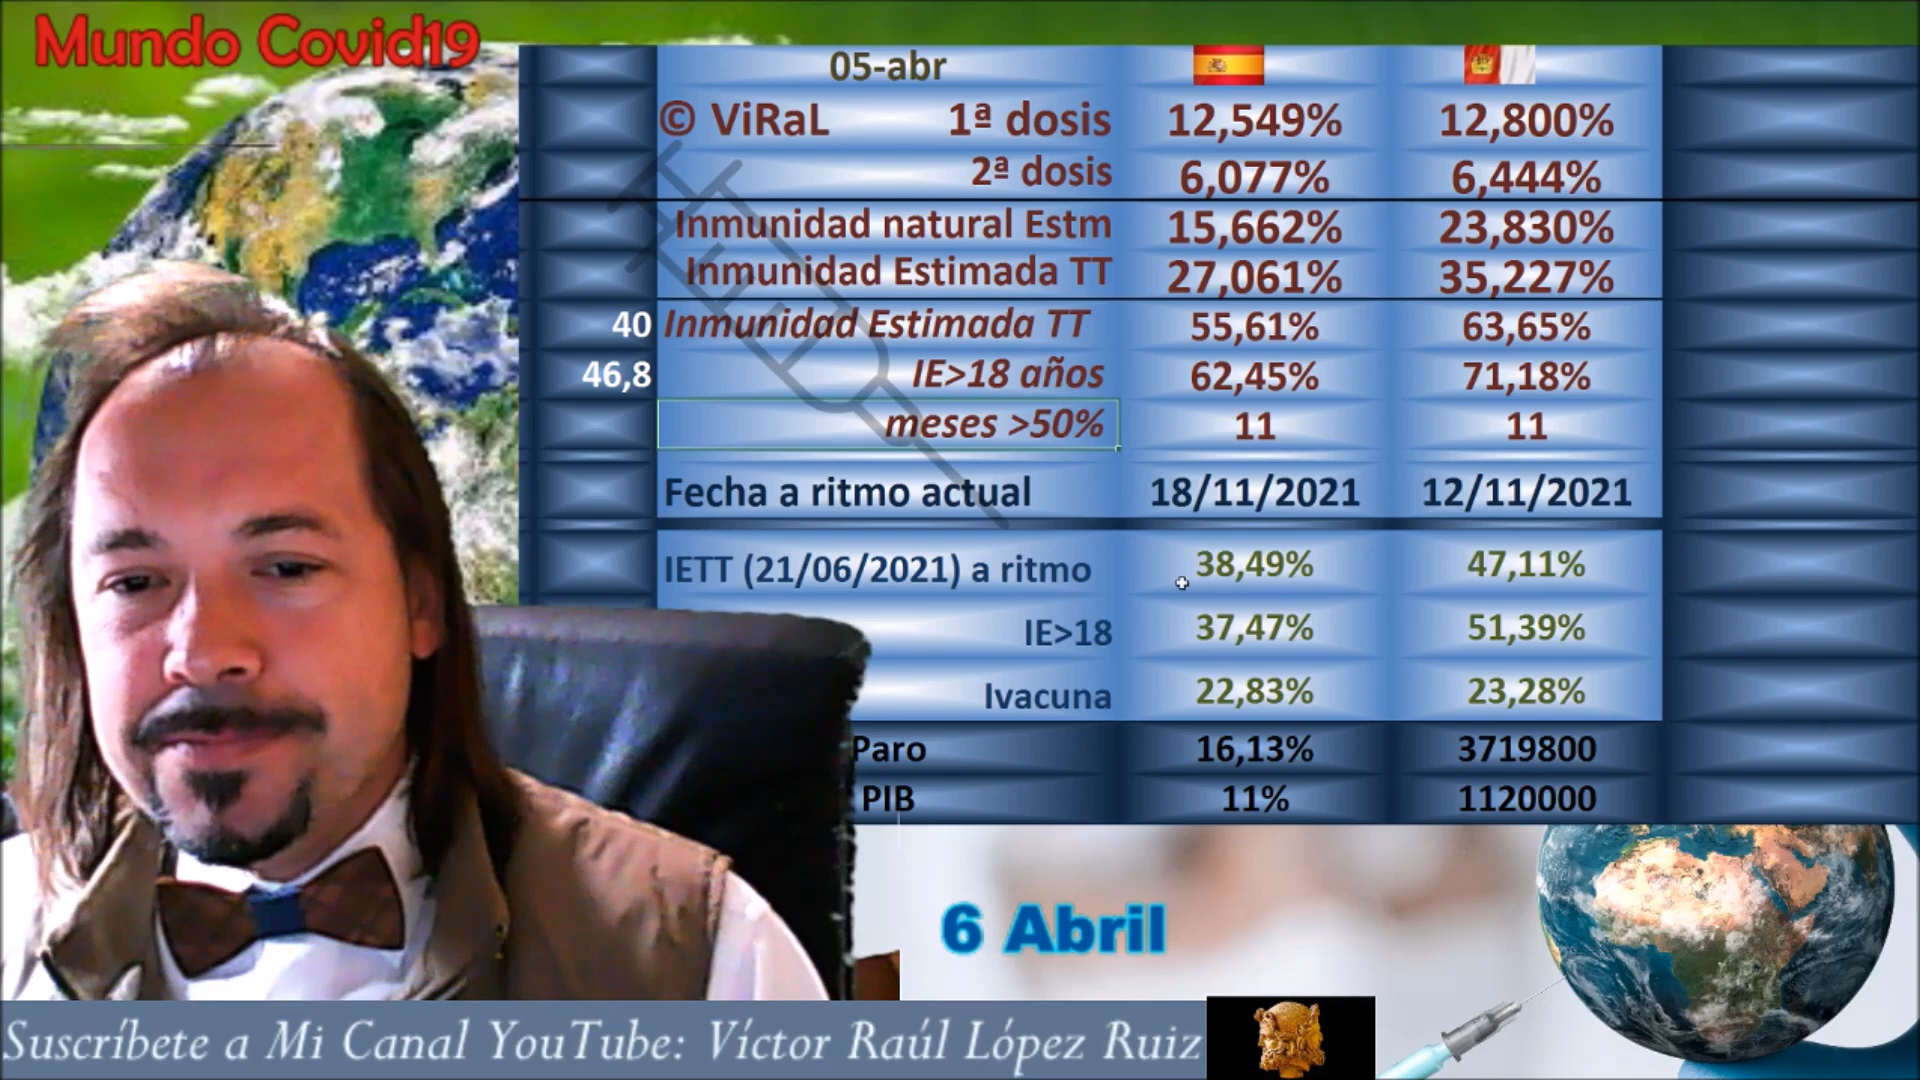 Mundo Covid19
05-abr
© ViRaL 1ª dosis 12,549% 12,800%
2ª dosis 6,077% 6,444%
Inmunidad natural Estm 15,662% 23,830%
Inmunidad Estimada TT 27,061% 35,227%
40 Inmunidad Estimada TT 55,61% 63,65%
46,8 IE>18 años 62,45% 71,18%
meses >50% 11 11
Fecha a ritmo actual 18/11/2021 12/11/2021
IETT (21/06/2021) a ritmo 38,49% 47,11%
IE>18 37,47% 51,39%
Ivacuna 22,83% 23,28%
Paro 16,13% 3719800
PIB 11% 1120000
6 Abril
Suscríbete a Mi Canal YouTube: Víctor Raúl López Ruiz